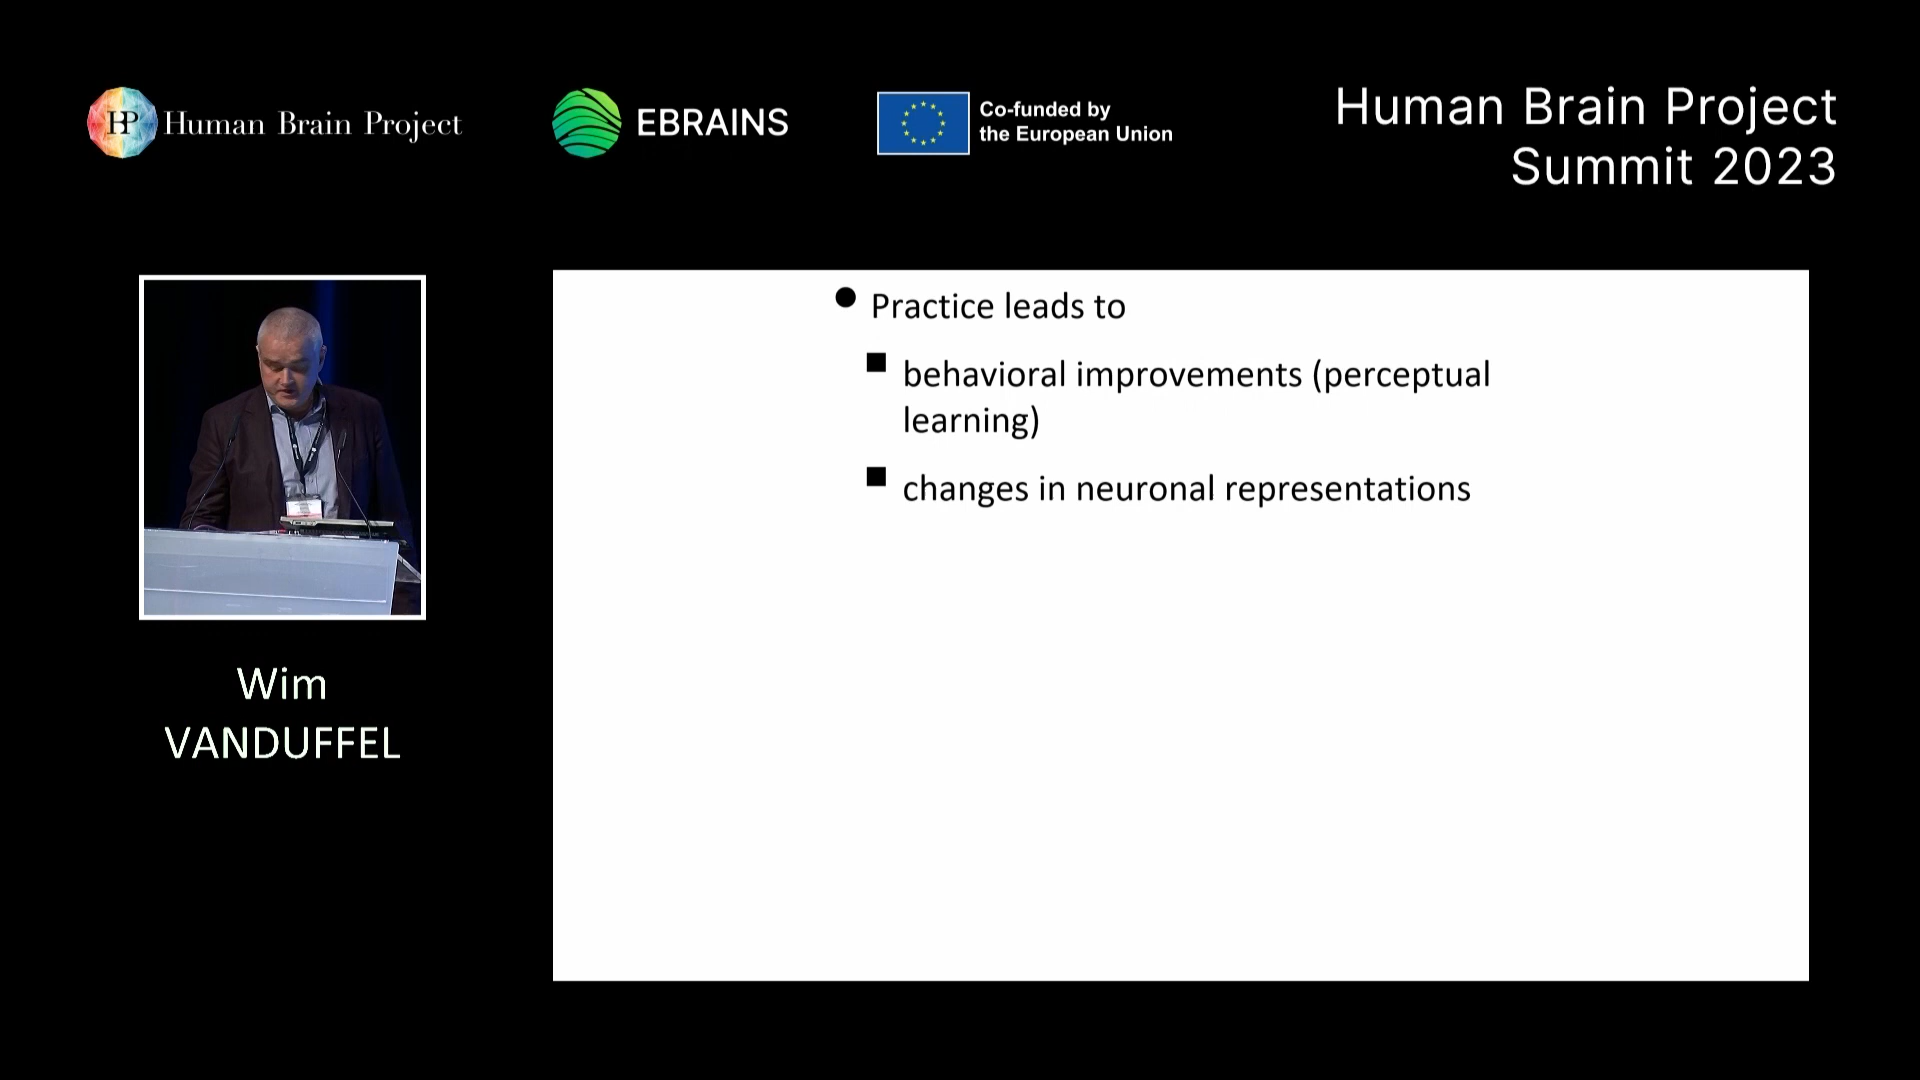 HP Human Brain Project
EBRAINS
Co-funded by
the European Union
Human Brain Project
Summit 2023
Practice leads to
behavioral improvements (perceptual
learning)
changes in neuronal representations
Wim
VANDUFFEL